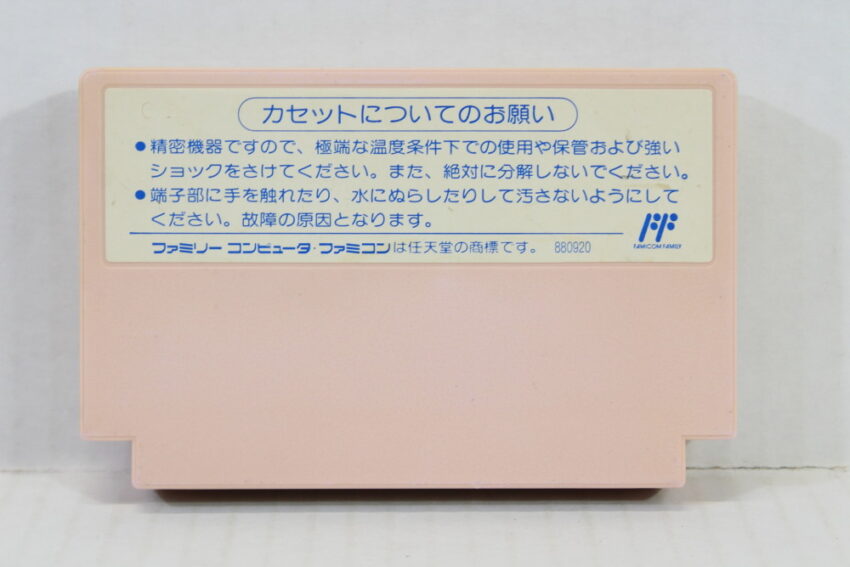 カセットについてのお願い
●精密機器ですので、極端な温度条件下での使用や保管および強い
ショックをさけてください。また、絶対に分解しないでください。
●端子部に手を触れたり、水にぬらしたりして汚さないようにして
ください。故障の原因となります。
FAMICOM FAMILY
ファミリー コンピュータ・ファミコンは任天堂の商標です。 880920